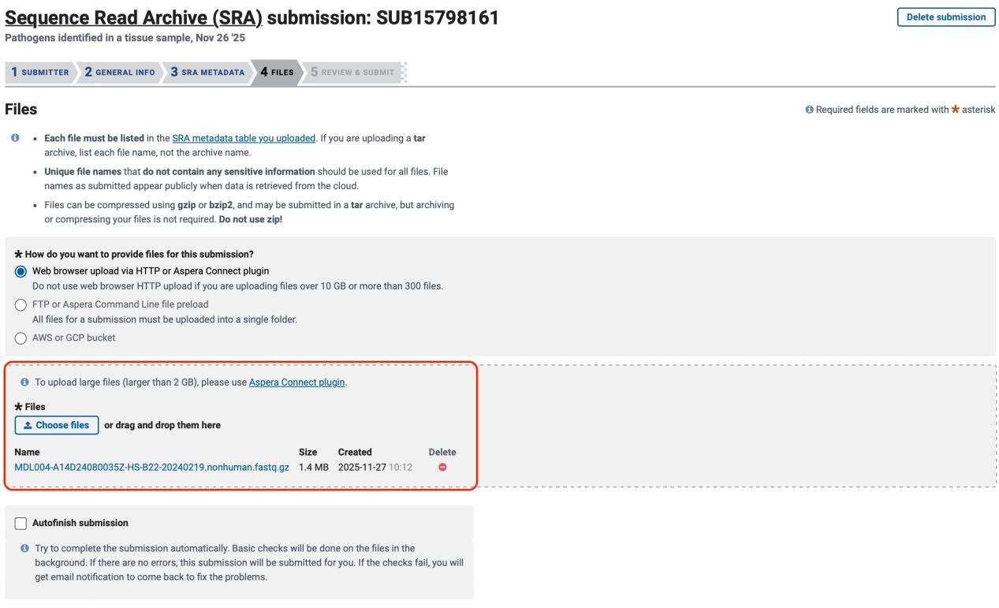 Sequence Read Archive (SRA) submission: SUB15798161
Delete submission
Pathogens identified in a tissue sample, Nov 26 '25
1 SUBMITTER
2 GENERAL INFO
3 SRA METADATA
4 FILES
5 REVIEW & SUBMIT
Files
Required fields are marked with * asterisk
• Each file must be listed in the SRA metadata table you uploaded. If you are uploading a tar
archive, list each file name, not the archive name.
• Unique file names that do not contain any sensitive information should be used for all files. File
names as submitted appear publicly when data is retrieved from the cloud.
• Files can be compressed using gzip or bzip2, and may be submitted in a tar archive, but archiving
or compressing your files is not required. Do not use zip!
* How do you want to provide files for this submission?
Web browser upload via HTTP or Aspera Connect plugin
Do not use web browser HTTP upload if you are uploading files over 10 GB or more than 300 files.
FTP or Aspera Command Line file preload
All files for a submission must be uploaded into a single folder.
AWS or GCP bucket
To upload large files (larger than 2 GB), please use Aspera Connect plugin.
* Files
Choose files or drag and drop them here
Name Size Created Delete
MDL004-A14D24080035Z-HS-B22-20240219.nonhuman.fastq.gz 1.4 MB 2025-11-27 10:12
Autofinish submission
Try to complete the submission automatically. Basic checks will be done on the files in the
background. If there are no errors, this submission will be submitted for you. If the checks fail, you will
get email notification to come back to fix the problems.